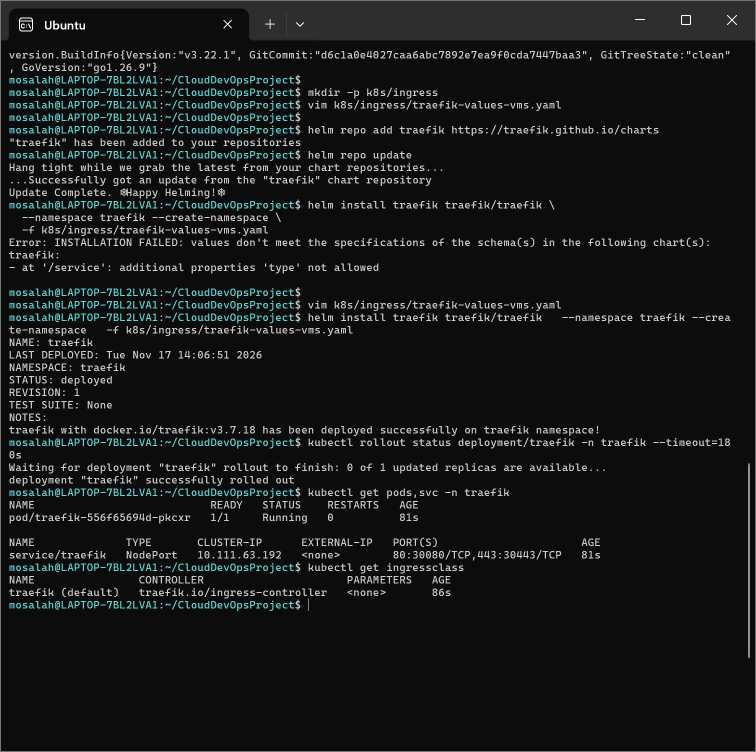 Ubuntu
version.BuildInfo{Version:"v3.22.1", GitCommit:"d6c1a0e4027caa6abc7892e7ea9f0cda7447baa3", GitTreeState:"clean"
, GoVersion:"go1.26.9"}
mosalah@LAPTOP-7BL2LVA1:~/CloudDevOpsProject$
mosalah@LAPTOP-7BL2LVA1:~/CloudDevOpsProject$ mkdir -p k8s/ingress
mosalah@LAPTOP-7BL2LVA1:~/CloudDevOpsProject$ vim k8s/ingress/traefik-values-vms.yaml
mosalah@LAPTOP-7BL2LVA1:~/CloudDevOpsProject$
mosalah@LAPTOP-7BL2LVA1:~/CloudDevOpsProject$ helm repo add traefik https://traefik.github.io/charts
"traefik" has been added to your repositories
mosalah@LAPTOP-7BL2LVA1:~/CloudDevOpsProject$ helm repo update
Hang tight while we grab the latest from your chart repositories...
...Successfully got an update from the "traefik" chart repository
Update Complete. ⎈Happy Helming!⎈
mosalah@LAPTOP-7BL2LVA1:~/CloudDevOpsProject$ helm install traefik traefik/traefik \
  --namespace traefik --create-namespace \
  -f k8s/ingress/traefik-values-vms.yaml
Error: INSTALLATION FAILED: values don't meet the specifications of the schema(s) in the following chart(s):
traefik:
- at '/service': additional properties 'type' not allowed
mosalah@LAPTOP-7BL2LVA1:~/CloudDevOpsProject$
mosalah@LAPTOP-7BL2LVA1:~/CloudDevOpsProject$ vim k8s/ingress/traefik-values-vms.yaml
mosalah@LAPTOP-7BL2LVA1:~/CloudDevOpsProject$ helm install traefik traefik/traefik   --namespace traefik --crea
te-namespace   -f k8s/ingress/traefik-values-vms.yaml
NAME: traefik
LAST DEPLOYED: Tue Nov 17 14:06:51 2026
NAMESPACE: traefik
STATUS: deployed
REVISION: 1
TEST SUITE: None
NOTES:
traefik with docker.io/traefik:v3.7.18 has been deployed successfully on traefik namespace!
mosalah@LAPTOP-7BL2LVA1:~/CloudDevOpsProject$ kubectl rollout status deployment/traefik -n traefik --timeout=18
0s
Waiting for deployment "traefik" rollout to finish: 0 of 1 updated replicas are available...
deployment "traefik" successfully rolled out
mosalah@LAPTOP-7BL2LVA1:~/CloudDevOpsProject$ kubectl get pods,svc -n traefik
NAME                           READY   STATUS    RESTARTS   AGE
pod/traefik-556f65694d-pkcxr   1/1     Running   0          81s
NAME              TYPE       CLUSTER-IP      EXTERNAL-IP   PORT(S)                      AGE
service/traefik   NodePort   10.111.63.192   <none>        80:30080/TCP,443:30443/TCP   81s
mosalah@LAPTOP-7BL2LVA1:~/CloudDevOpsProject$ kubectl get ingressclass
NAME                CONTROLLER                      PARAMETERS   AGE
traefik (default)   traefik.io/ingress-controller   <none>       86s
mosalah@LAPTOP-7BL2LVA1:~/CloudDevOpsProject$